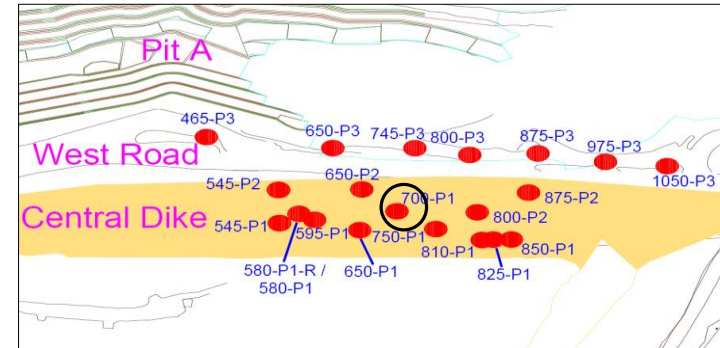 Pit A
465-P3
650-P3
745-P3
800-P3
875-P3
975-P3
1050-P3
West Road
545-P2
650-P2
700-P1
875-P2
Central Dike
545-P1
595-P1
750-P1
800-P2
580-P1-R /
580-P1
650-P1
810-P1
825-P1
850-P1